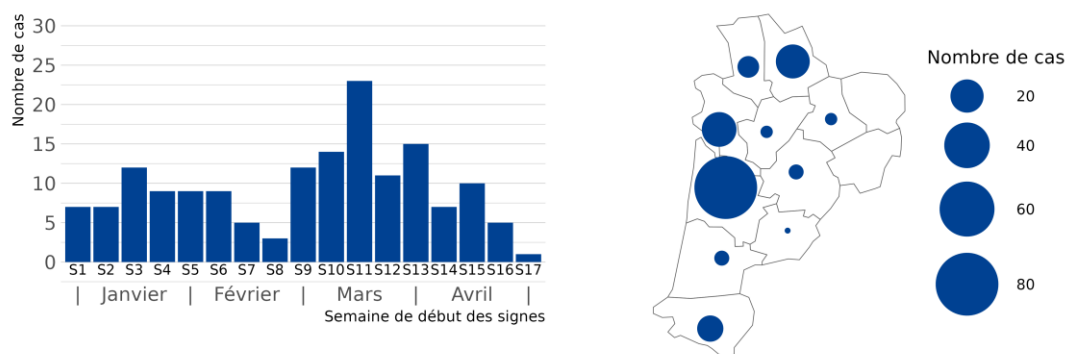 Nombre de cas
30
25
20
15
10
5
0
S1 S2 S3 S4 S5 S6 S7 S8 S9 S10 S11 S12 S13 S14 S15 S16 S17
| Janvier | Février | Mars | Avril |
Semaine de début des signes
Nombre de cas
20
40
60
80